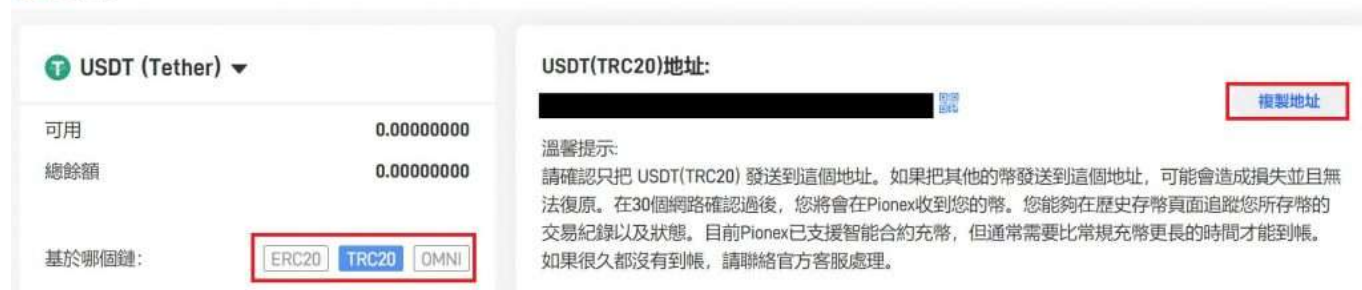 USDT (Tether)
可用 0.00000000
總餘額 0.00000000
基於哪個鏈: ERC20 TRC20 OMNI
USDT(TRC20)地址:
複製地址
溫馨提示:
請確認只把 USDT(TRC20) 發送到這個地址。如果把其他的幣發送到這個地址，可能會造成損失並且無
法復原。在30個網路確認過後，您將會在Pionex收到您的幣。您能夠在歷史存幣頁面追蹤您所存幣的
交易紀錄以及狀態。目前Pionex已支援智能合約充幣，但通常需要比常規充幣更長的時間才能到帳。
如果很久都沒有到帳，請聯絡官方客服處理。